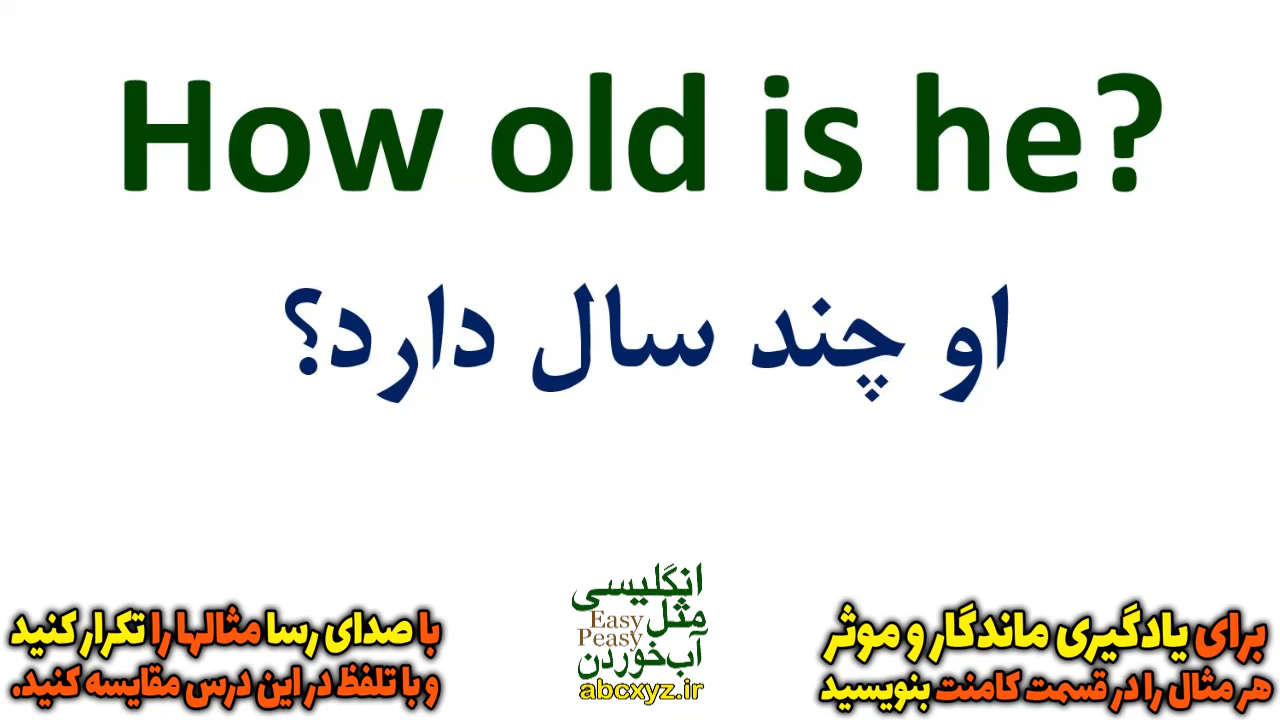 How old is he?
او چند سال دارد؟
برای یادگیری ماندگار و موثر
هر مثال را در قسمت کامنت بنویسید
انگلیسی
مثل Easy
Peasy
آب‌خوردن
abcxyz.ir
با صدای رسا مثالها را تکرار کنید
و با تلفظ در این درس مقایسه کنید.